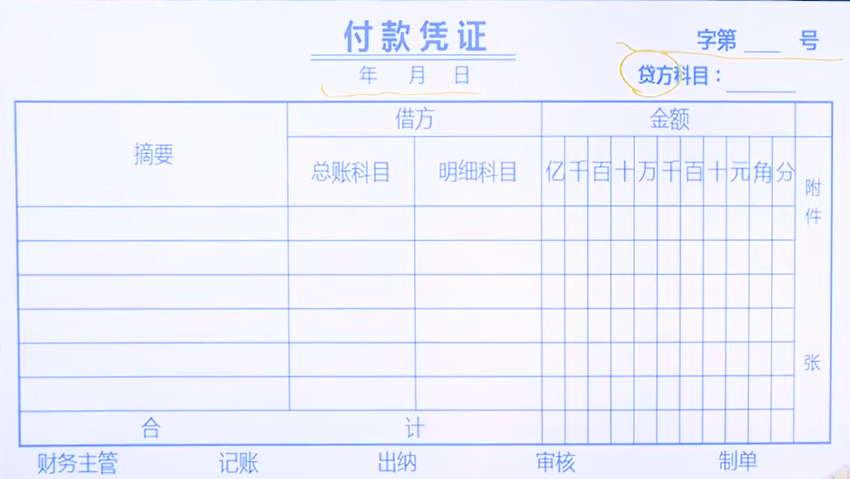 付款凭证
年 月 日
字第 ____ 号
贷方科目：______
摘要 借方 金额
总账科目 明细科目 亿 千 百 十 万 千 百 十 元 角 分
附件 张
合 计
财务主管 记账 出纳 审核 制单